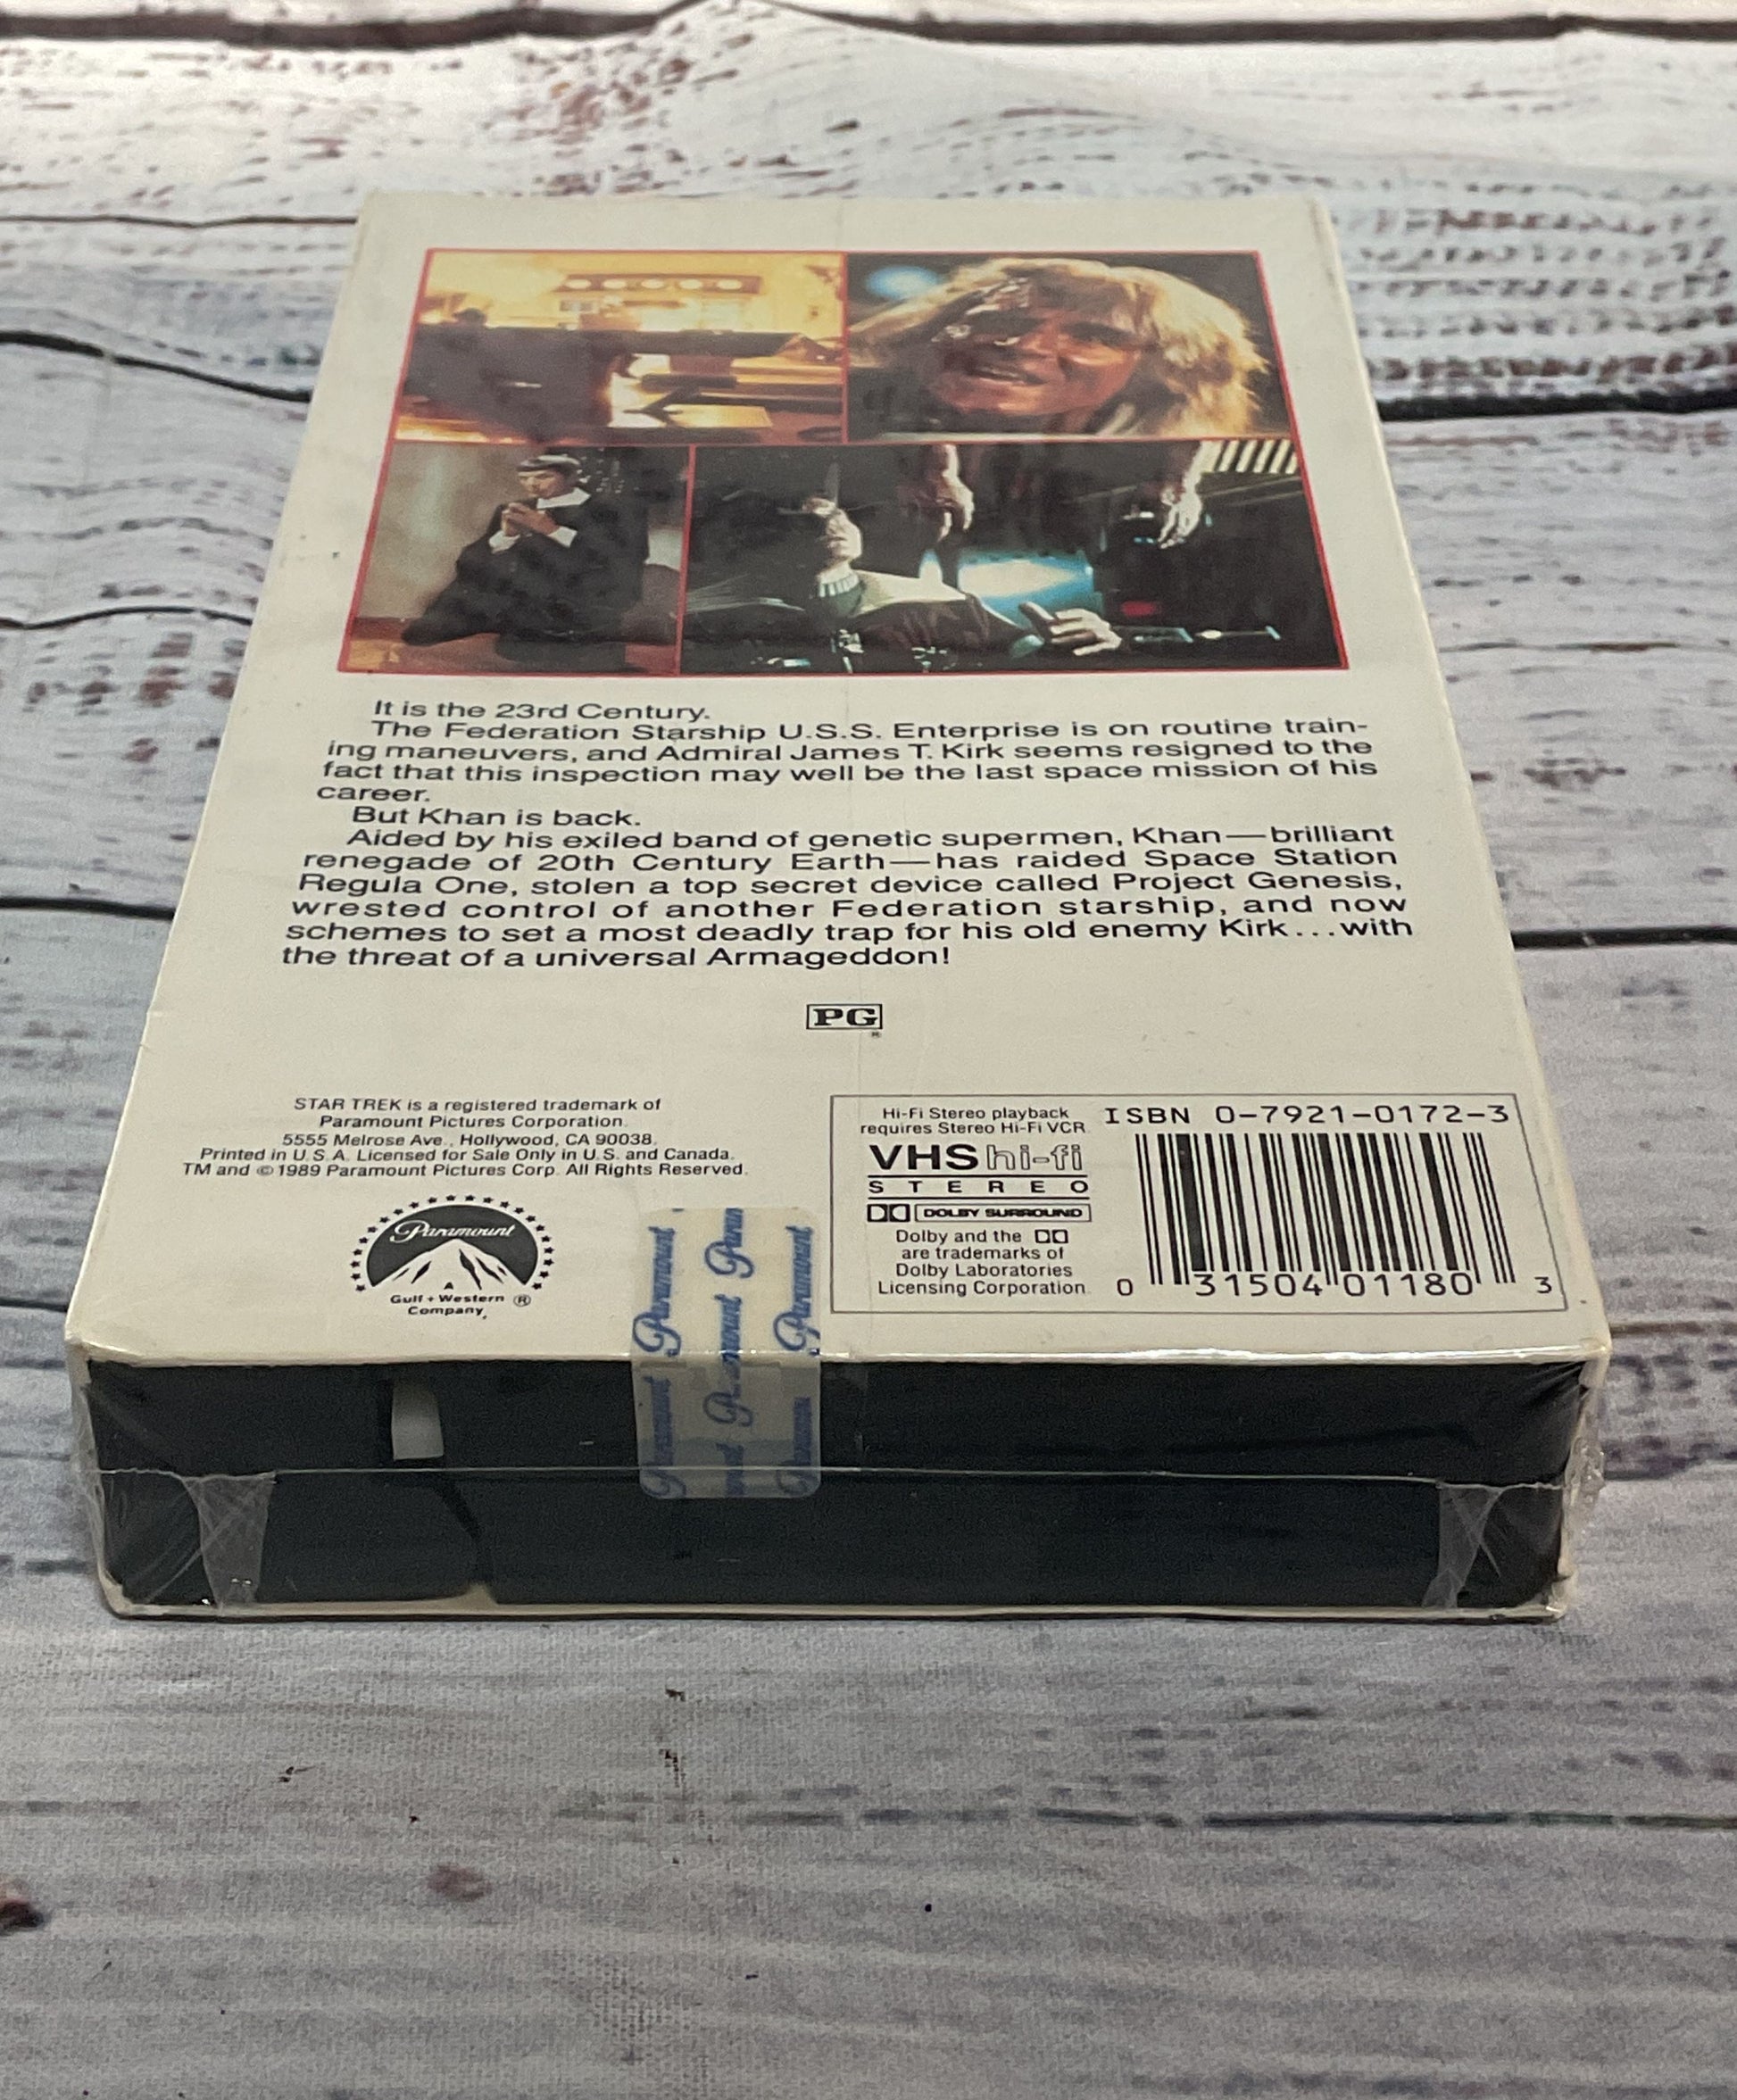 It is the 23rd Century.
The Federation Starship U.S.S. Enterprise is on routine train-
ing maneuvers, and Admiral James T. Kirk seems resigned to the
fact that this inspection may well be the last space mission of his
career.
But Khan is back.
Aided by his exiled band of genetic supermen, Khan—brilliant
renegade of 20th Century Earth—has raided Space Station
Regula One, stolen a top secret device called Project Genesis,
wrested control of another Federation starship, and now
schemes to set a most deadly trap for his old enemy Kirk...with
the threat of a universal Armageddon!
PG
®
STAR TREK is a registered trademark of
Paramount Pictures Corporation.
5555 Melrose Ave., Hollywood, CA 90038.
Printed in U.S.A. Licensed for Sale Only in U.S. and Canada.
TM and © 1989 Paramount Pictures Corp. All Rights Reserved.
Paramount
A
Gulf + Western ®
Company
Paramount Paramount
Paramount Param
Paramount
Hi-Fi Stereo playback
requires Stereo Hi-Fi VCR.
VHS hi-fi
STEREO
DOLBY SURROUND
Dolby and the
are trademarks of
Dolby Laboratories
Licensing Corporation.
ISBN 0-7921-0172-3
0 31504 01180 3